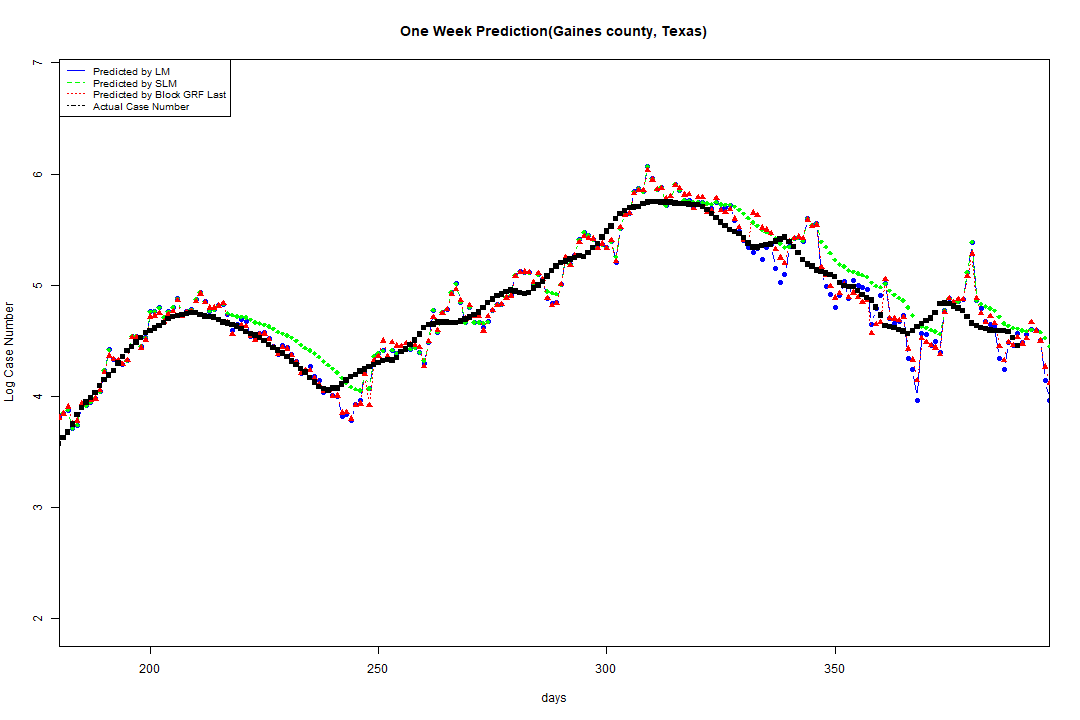 One Week Prediction(Gaines county, Texas)
Predicted by LM
Predicted by SLM
Predicted by Block GRF Last
Actual Case Number
Log Case Number
7
6
5
4
3
2
200
250
300
350
days